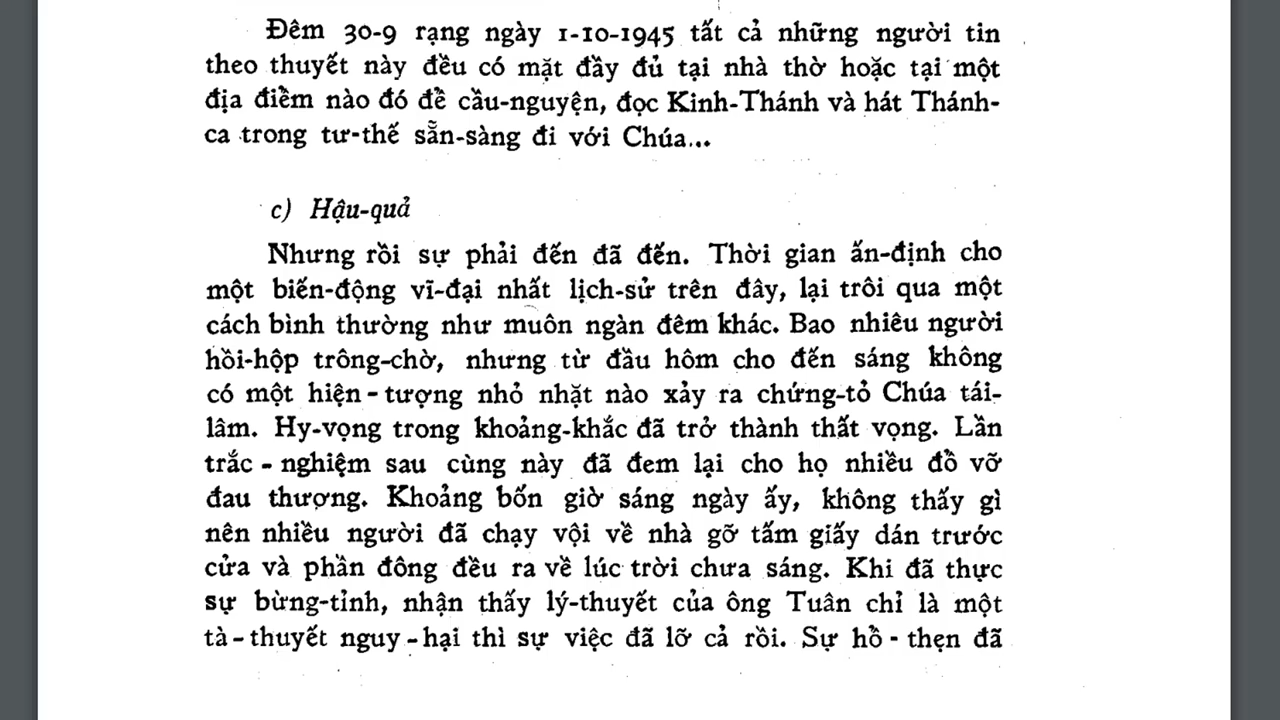 Đêm 30-9 rạng ngày 1-10-1945 tất cả những người tin
theo thuyết này đều có mặt đầy đủ tại nhà thờ hoặc tại một
địa điểm nào đó để cầu-nguyện, đọc Kinh-Thánh và hát Thánh-
ca trong tư-thế sẵn-sàng đi với Chúa...
c) Hậu-quả
Nhưng rồi sự phải đến đã đến. Thời gian ấn-định cho
một biến-động vĩ-đại nhất lịch-sử trên đây, lại trôi qua một
cách bình thường như muôn ngàn đêm khác. Bao nhiêu người
hồi-hộp trông-chờ, nhưng từ đầu hôm cho đến sáng không
có một hiện-tượng nhỏ nhặt nào xảy ra chứng-tỏ Chúa tái-
lâm. Hy-vọng trong khoảng-khắc đã trở thành thất vọng. Lần
trắc-nghiệm sau cùng này đã đem lại cho họ nhiều đổ vỡ
đau thượng. Khoảng bốn giờ sáng ngày ấy, không thấy gì
nên nhiều người đã chạy vội về nhà gỡ tấm giấy dán trước
cửa và phần đông đều ra về lúc trời chưa sáng. Khi đã thực
sự bừng-tỉnh, nhận thấy lý-thuyết của ông Tuân chỉ là một
tà-thuyết nguy-hại thì sự việc đã lỡ cả rồi. Sự hổ-thẹn đã